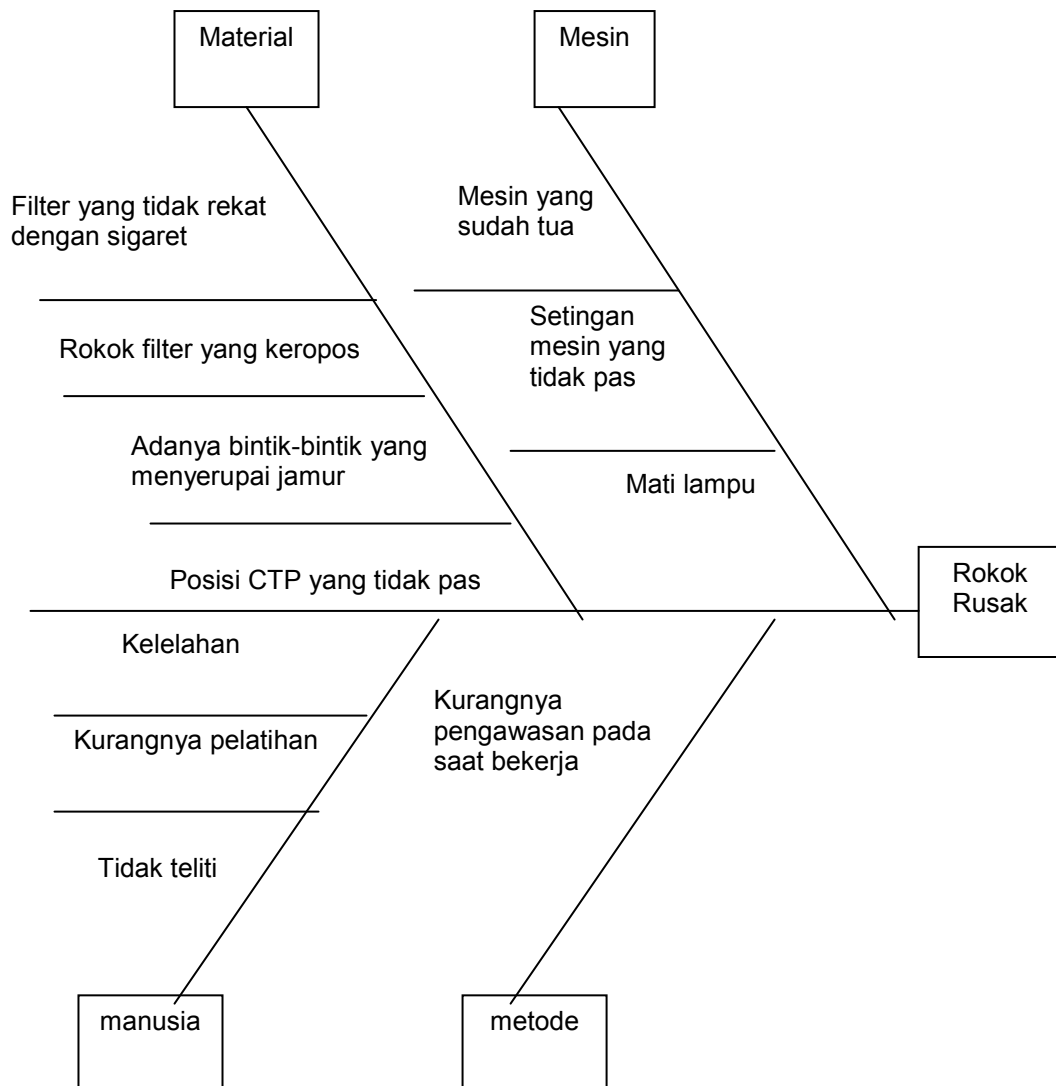 Material
Mesin
Filter yang tidak rekat
dengan sigaret
Mesin yang
sudah tua
Rokok filter yang keropos
Setingan
mesin yang
tidak pas
Adanya bintik-bintik yang
menyerupai jamur
Mati lampu
Posisi CTP yang tidak pas
Rokok
Rusak
Kelelahan
Kurangnya pelatihan
Kurangnya
pengawasan pada
saat bekerja
Tidak teliti
manusia
metode